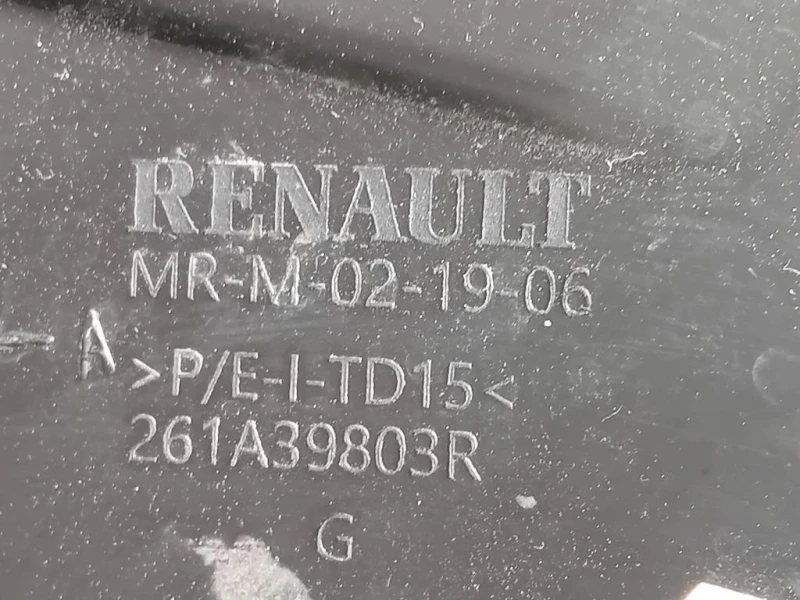 RENAULT
MR-M-02-19-06
A
>P/E-I-TD15<
261A39803R
G